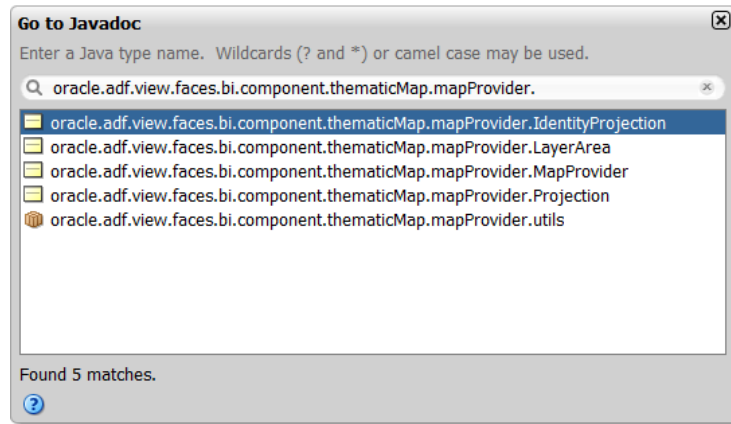 Go to Javadoc
Enter a Java type name. Wildcards (? and *) or camel case may be used.
oracle.adf.view.faces.bi.component.thematicMap.mapProvider.
oracle.adf.view.faces.bi.component.thematicMap.mapProvider.IdentityProjection
oracle.adf.view.faces.bi.component.thematicMap.mapProvider.LayerArea
oracle.adf.view.faces.bi.component.thematicMap.mapProvider.MapProvider
oracle.adf.view.faces.bi.component.thematicMap.mapProvider.Projection
oracle.adf.view.faces.bi.component.thematicMap.mapProvider.utils
Found 5 matches.
?